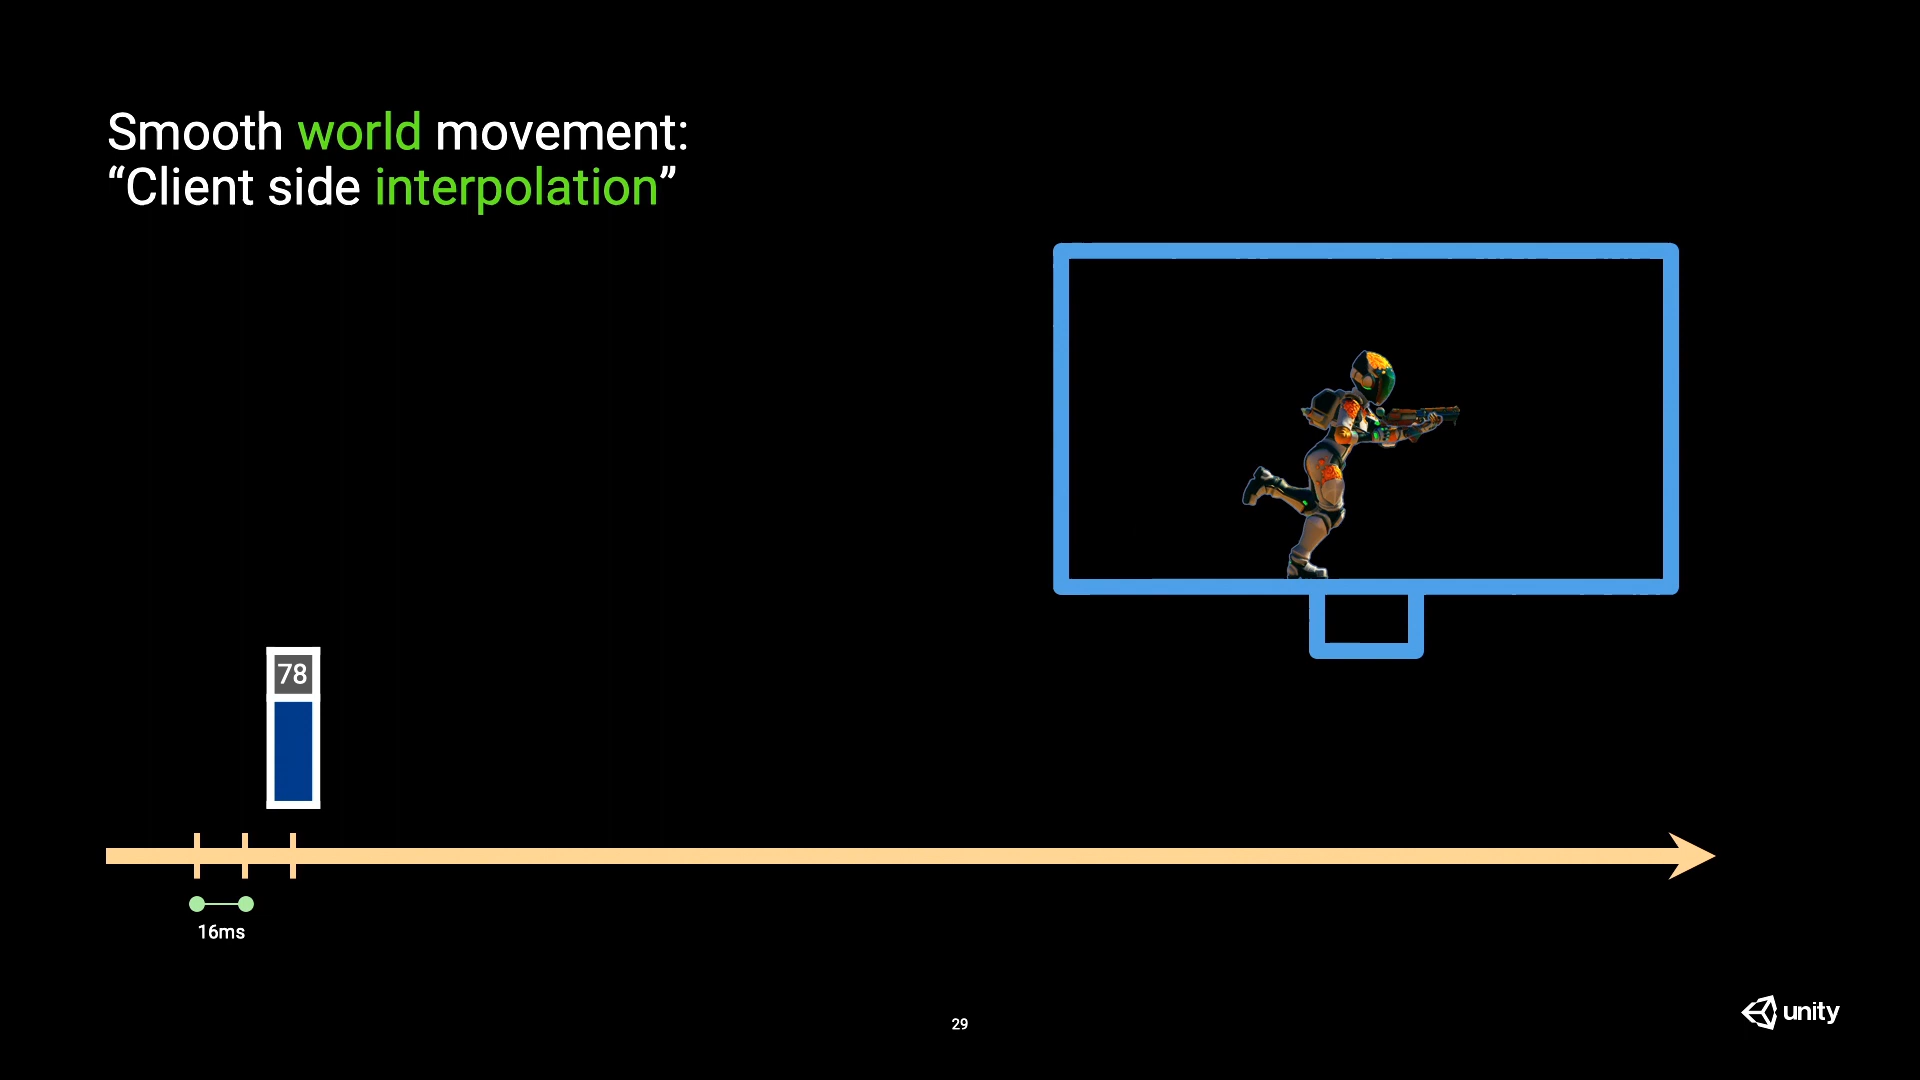 Smooth world movement:
“Client side interpolation”
78
16ms
29
unity